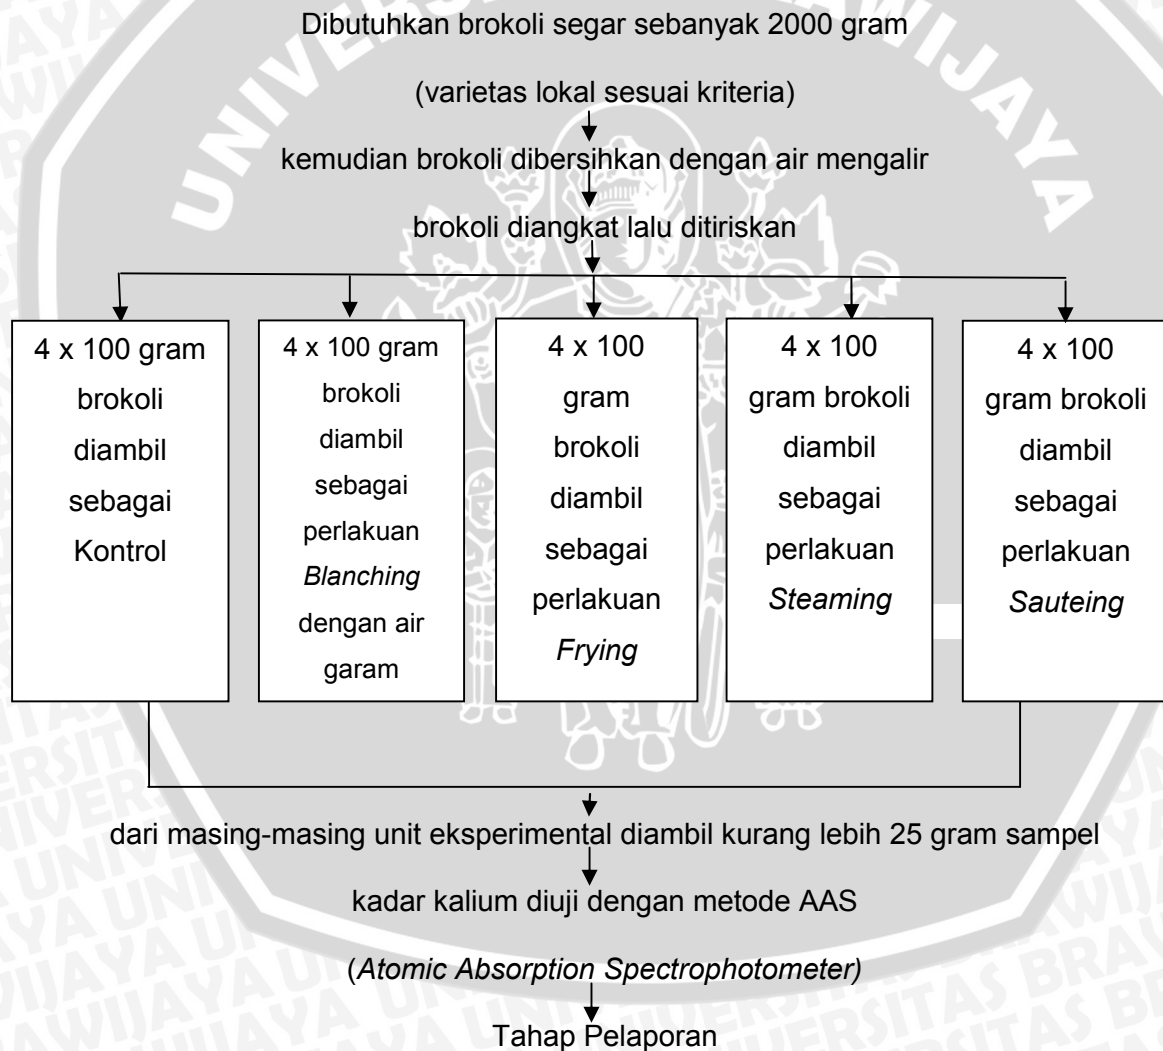 Dibutuhkan brokoli segar sebanyak 2000 gram
(varietas lokal sesuai kriteria)
kemudian brokoli dibersihkan dengan air mengalir
brokoli diangkat lalu ditiriskan
4 x 100 gram
brokoli
diambil
sebagai
Kontrol
4 x 100 gram
brokoli
diambil
sebagai
perlakuan
Blanching
dengan air
garam
4 x 100
gram
brokoli
diambil
sebagai
perlakuan
Frying
4 x 100
gram brokoli
diambil
sebagai
perlakuan
Steaming
4 x 100
gram brokoli
diambil
sebagai
perlakuan
Sauteing
dari masing-masing unit eksperimental diambil kurang lebih 25 gram sampel
kadar kalium diuji dengan metode AAS
(Atomic Absorption Spectrophotometer)
Tahap Pelaporan